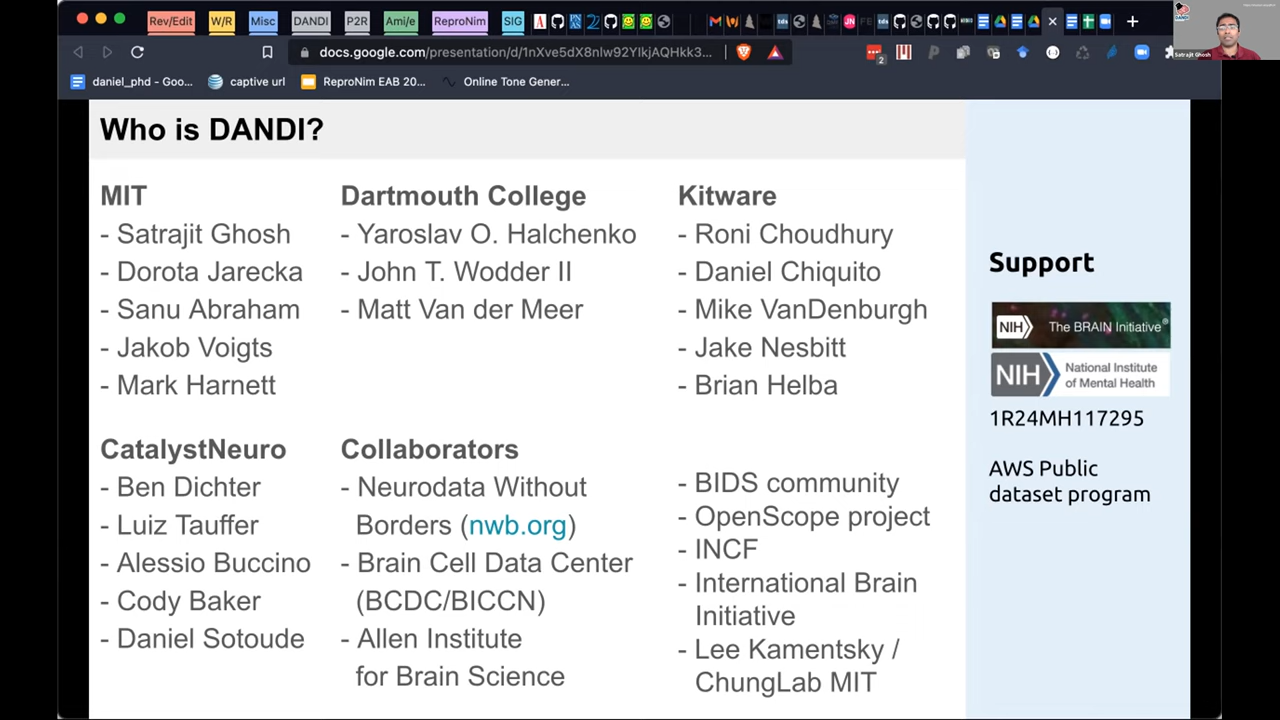 Rev/Edit W/R Misc DANDI P2R Ami/e ReproNim SIG
docs.google.com/presentation/d/1nXve5dX8nlw92YlkjAQHkk3...
2
daniel_phd - Goo... captive url ReproNim EAB 20... Online Tone Gener...
Satrajit Ghosh
Who is DANDI?
MIT
- Satrajit Ghosh
- Dorota Jarecka
- Sanu Abraham
- Jakob Voigts
- Mark Harnett
Dartmouth College
- Yaroslav O. Halchenko
- John T. Wodder II
- Matt Van der Meer
Kitware
- Roni Choudhury
- Daniel Chiquito
- Mike VanDenburgh
- Jake Nesbitt
- Brian Helba
CatalystNeuro
- Ben Dichter
- Luiz Tauffer
- Alessio Buccino
- Cody Baker
- Daniel Sotoude
Collaborators
- Neurodata Without
Borders (nwb.org)
- Brain Cell Data Center
(BCDC/BICCN)
- Allen Institute
for Brain Science
- BIDS community
- OpenScope project
- INCF
- International Brain
Initiative
- Lee Kamentsky /
ChungLab MIT
Support
NIH The BRAIN Initiative®
NIH National Institute
of Mental Health
1R24MH117295
AWS Public
dataset program